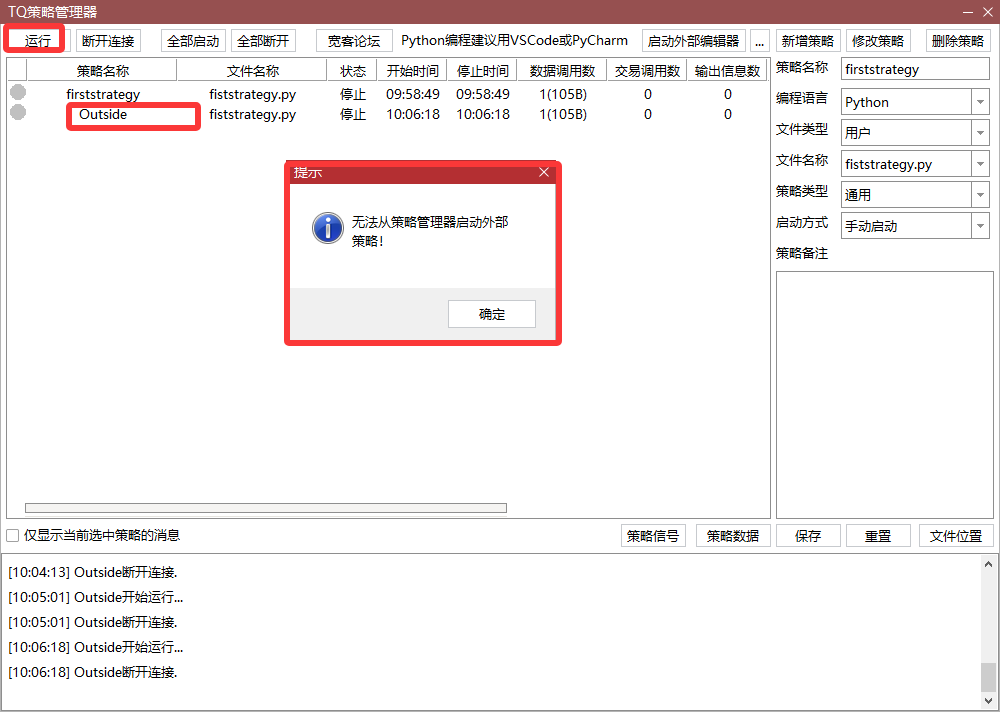 TQ策略管理器
运行 断开连接 全部启动 全部断开 宽客论坛 Python编程建议用VSCode或PyCharm 启动外部编辑器 ... 新增策略 修改策略 删除策略
策略名称 文件名称 状态 开始时间 停止时间 数据调用数 交易调用数 输出信息数
firststrategy fiststrategy.py 停止 09:58:49 09:58:49 1(105B) 0 0
Outside fiststrategy.py 停止 10:06:18 10:06:18 1(105B) 0 0
策略名称 firststrategy
编程语言 Python
文件类型 用户
文件名称 fiststrategy.py
策略类型 通用
启动方式 手动启动
策略备注
提示
无法从策略管理器启动外部
策略!
确定
仅显示当前选中策略的消息 策略信号 策略数据 保存 重置 文件位置
[10:04:13] Outside断开连接.
[10:05:01] Outside开始运行...
[10:05:01] Outside断开连接.
[10:06:18] Outside开始运行...
[10:06:18] Outside断开连接.